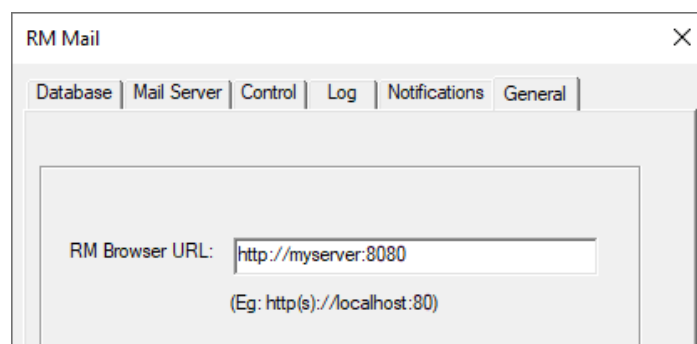 RM Mail
Database Mail Server Control Log Notifications General
RM Browser URL: http://myserver:8080
(Eg: http(s)://localhost:80)